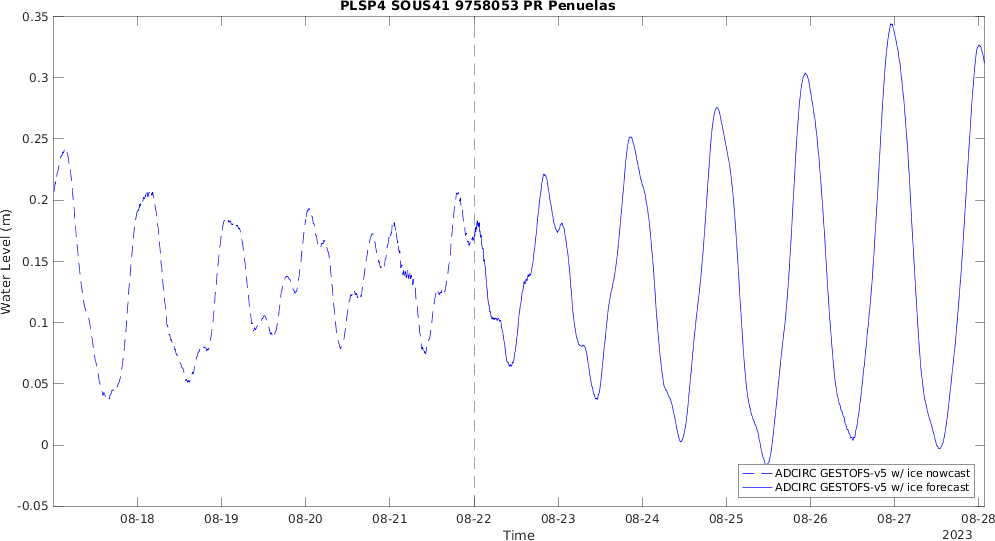 PLSP4 SOUS41 9758053 PR Penuelas
0.35
0.3
0.25
0.2
0.15
0.1
0.05
0
-0.05
Water Level (m)
ADCIRC GESTOFS-v5 w/ ice nowcast
ADCIRC GESTOFS-v5 w/ ice forecast
08-18 08-19 08-20 08-21 08-22 08-23 08-24 08-25 08-26 08-27 08-28
Time
2023